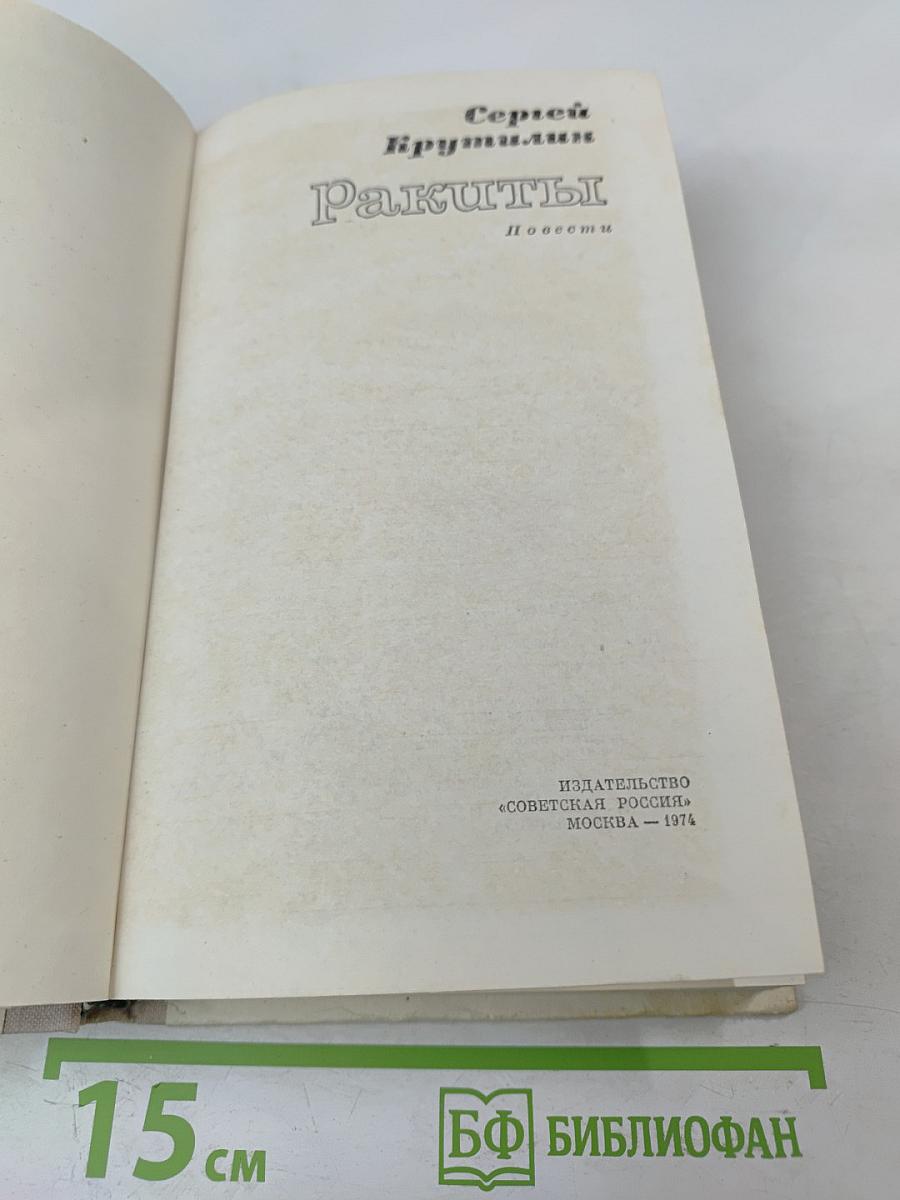 Сергей
Крутилин
Ракиты
Повести
ИЗДАТЕЛЬСТВО
«СОВЕТСКАЯ РОССИЯ»
МОСКВА — 1974
15 см
БФ БИБЛИОФАН